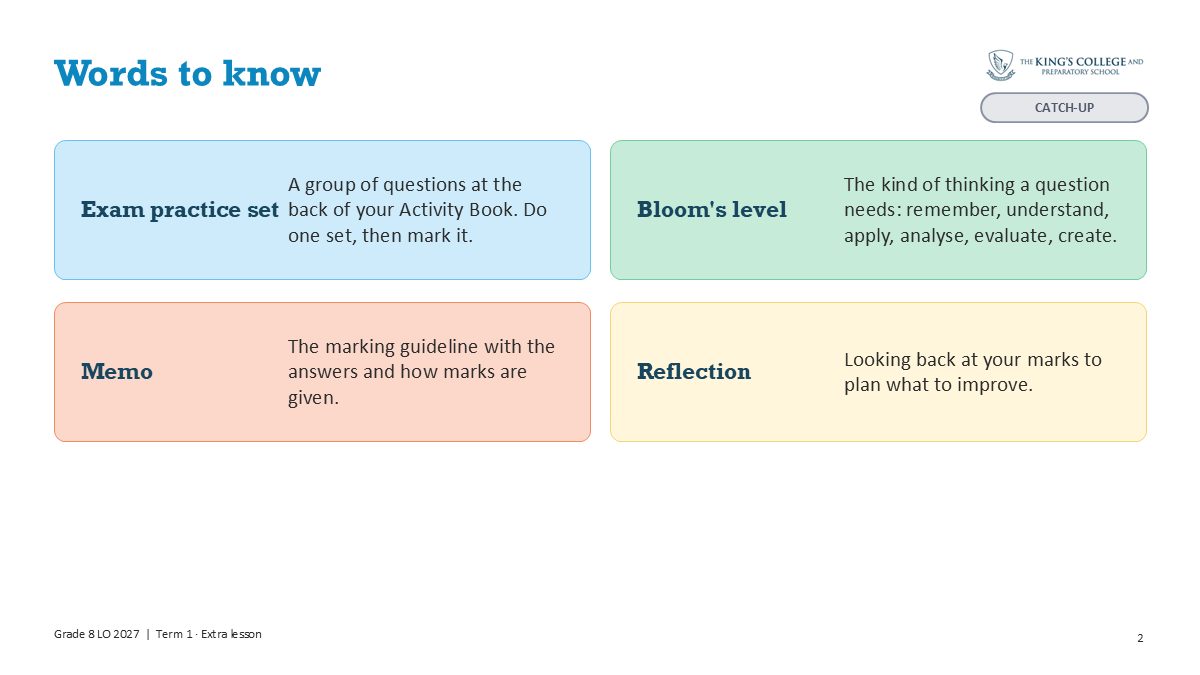 Words to know
THE KING'S COLLEGE AND
PREPARATORY SCHOOL
CATCH-UP
Exam practice set
A group of questions at the
back of your Activity Book. Do
one set, then mark it.
Bloom's level
The kind of thinking a question
needs: remember, understand,
apply, analyse, evaluate, create.
Memo
The marking guideline with the
answers and how marks are
given.
Reflection
Looking back at your marks to
plan what to improve.
Grade 8 LO 2027 | Term 1 · Extra lesson
2